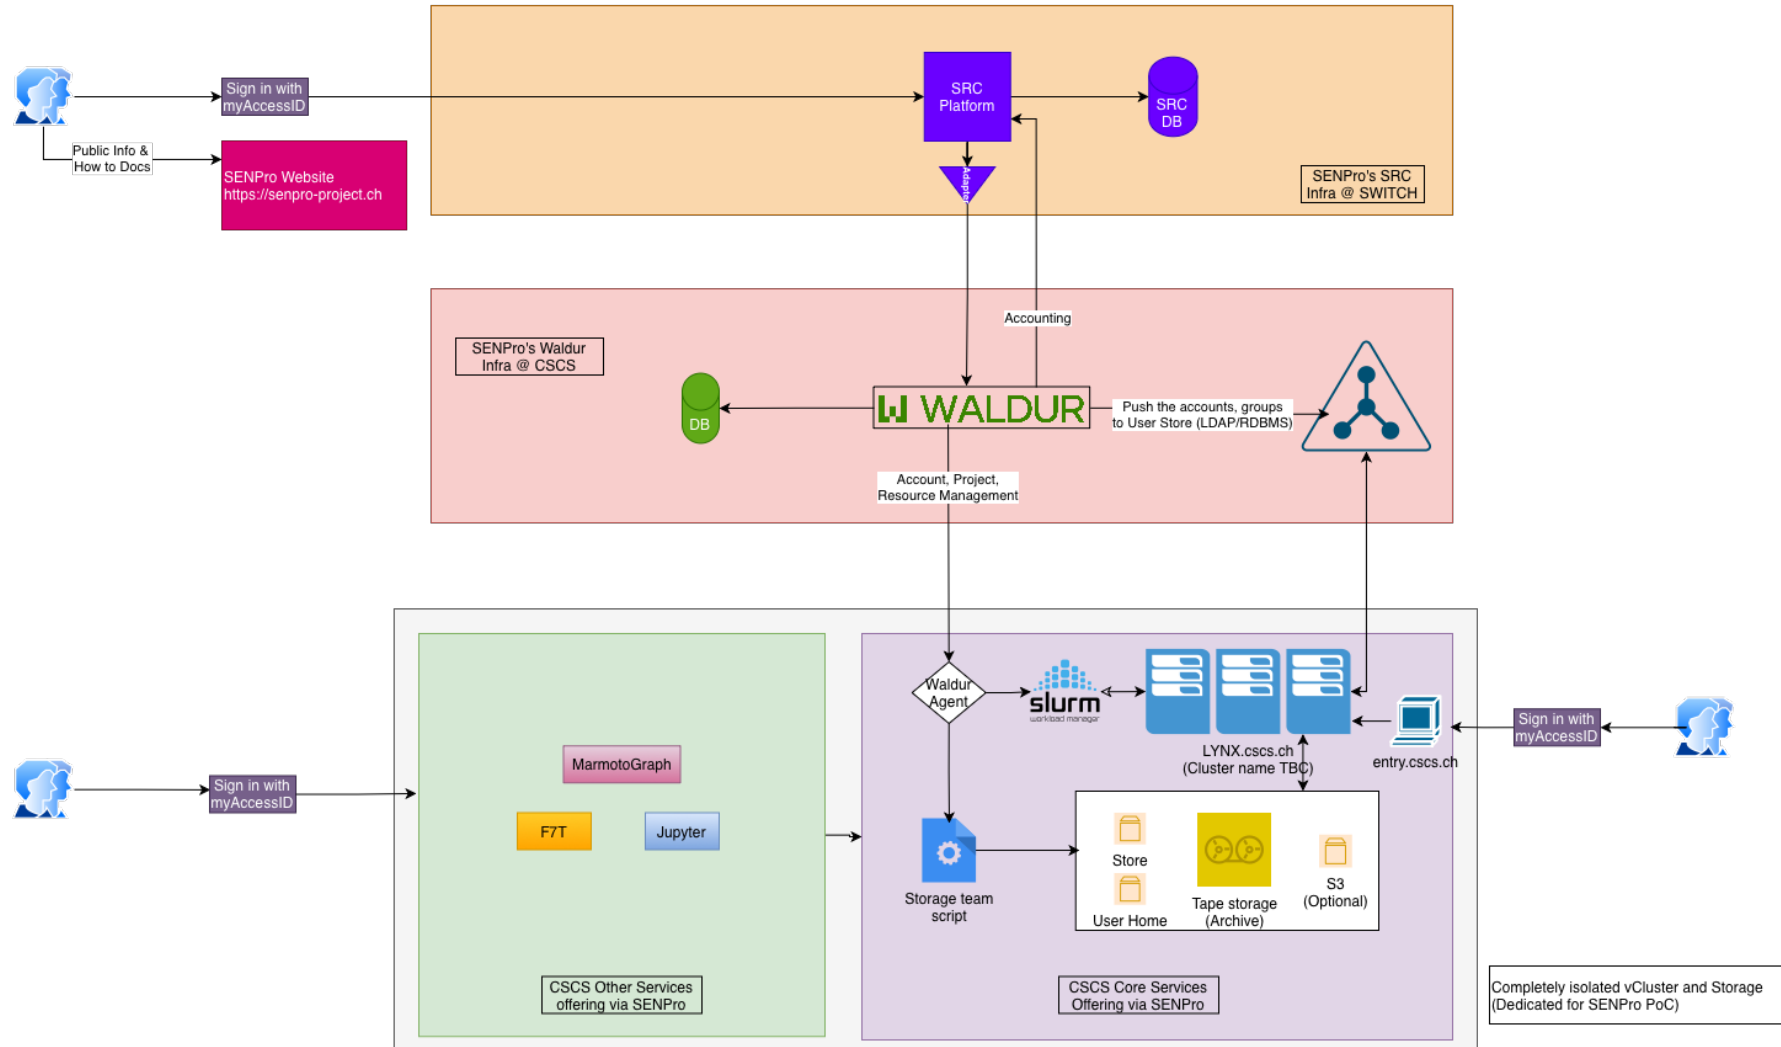 Sign in with
myAccessID
SRC
Platform
SRC
DB
Public Info &
How to Docs
SENPro Website
https://senpro-project.ch
Adapter
SENPro's SRC
Infra @ SWITCH
Accounting
SENPro's Waldur
Infra @ CSCS
DB
WALDUR
Push the accounts, groups
to User Store (LDAP/RDBMS)
Account, Project,
Resource Management
Waldur
Agent
slurm
workload manager
LYNX.cscs.ch
(Cluster name TBC)
entry.cscs.ch
Sign in with
myAccessID
MarmotoGraph
Sign in with
myAccessID
F7T
Jupyter
Storage team
script
Store
User Home
Tape storage
(Archive)
S3
(Optional)
CSCS Other Services
offering via SENPro
CSCS Core Services
Offering via SENPro
Completely isolated vCluster and Storage
(Dedicated for SENPro PoC)